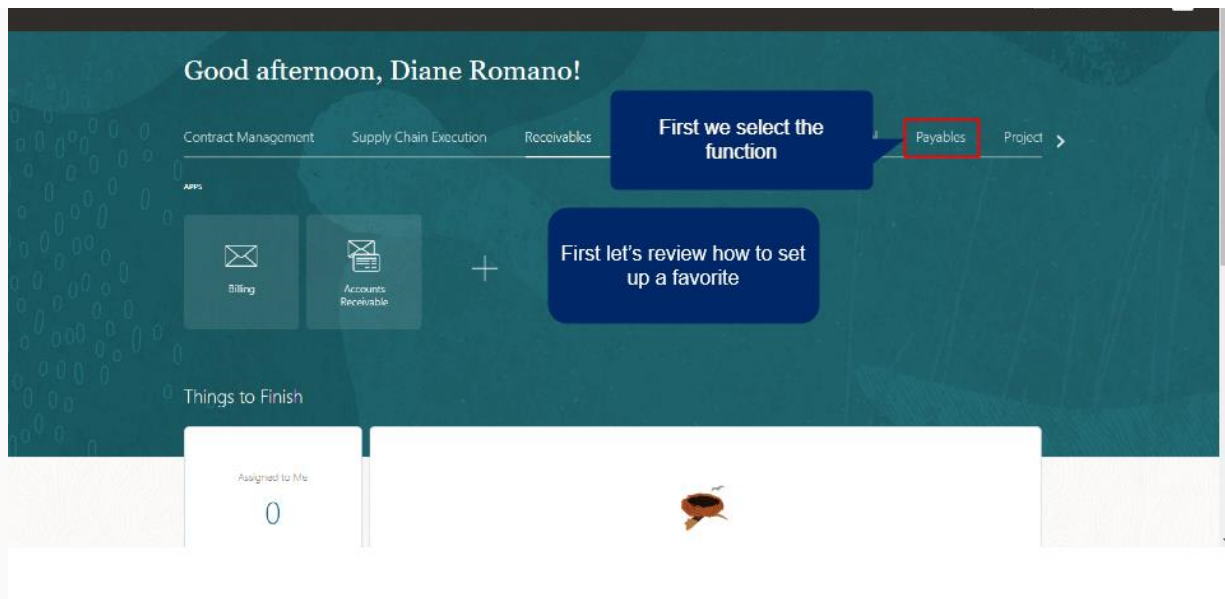 Good afternoon, Diane Romano!
Contract Management Supply Chain Execution Receivables Payables Project
First we select the
function
APPS
Billing
Accounts
Receivable
First let's review how to set
up a favorite
Things to Finish
Assigned to Me
0